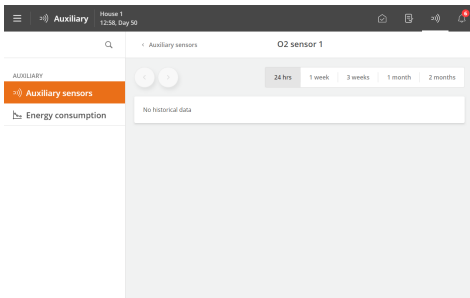 Auxiliary
House 1
12:58, Day 50
6
Auxiliary sensors
O2 sensor 1
AUXILIARY
Auxiliary sensors
Energy consumption
24 hrs
1 week
3 weeks
1 month
2 months
No historical data